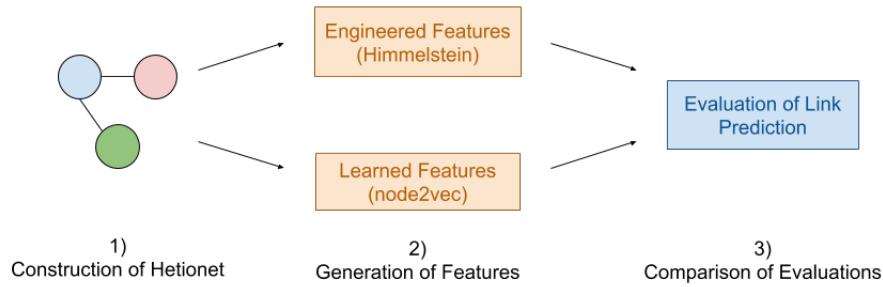 Engineered Features
(Himmelstein)
Evaluation of Link
Prediction
Learned Features
(node2vec)
1)
Construction of Hetionet
2)
Generation of Features
3)
Comparison of Evaluations